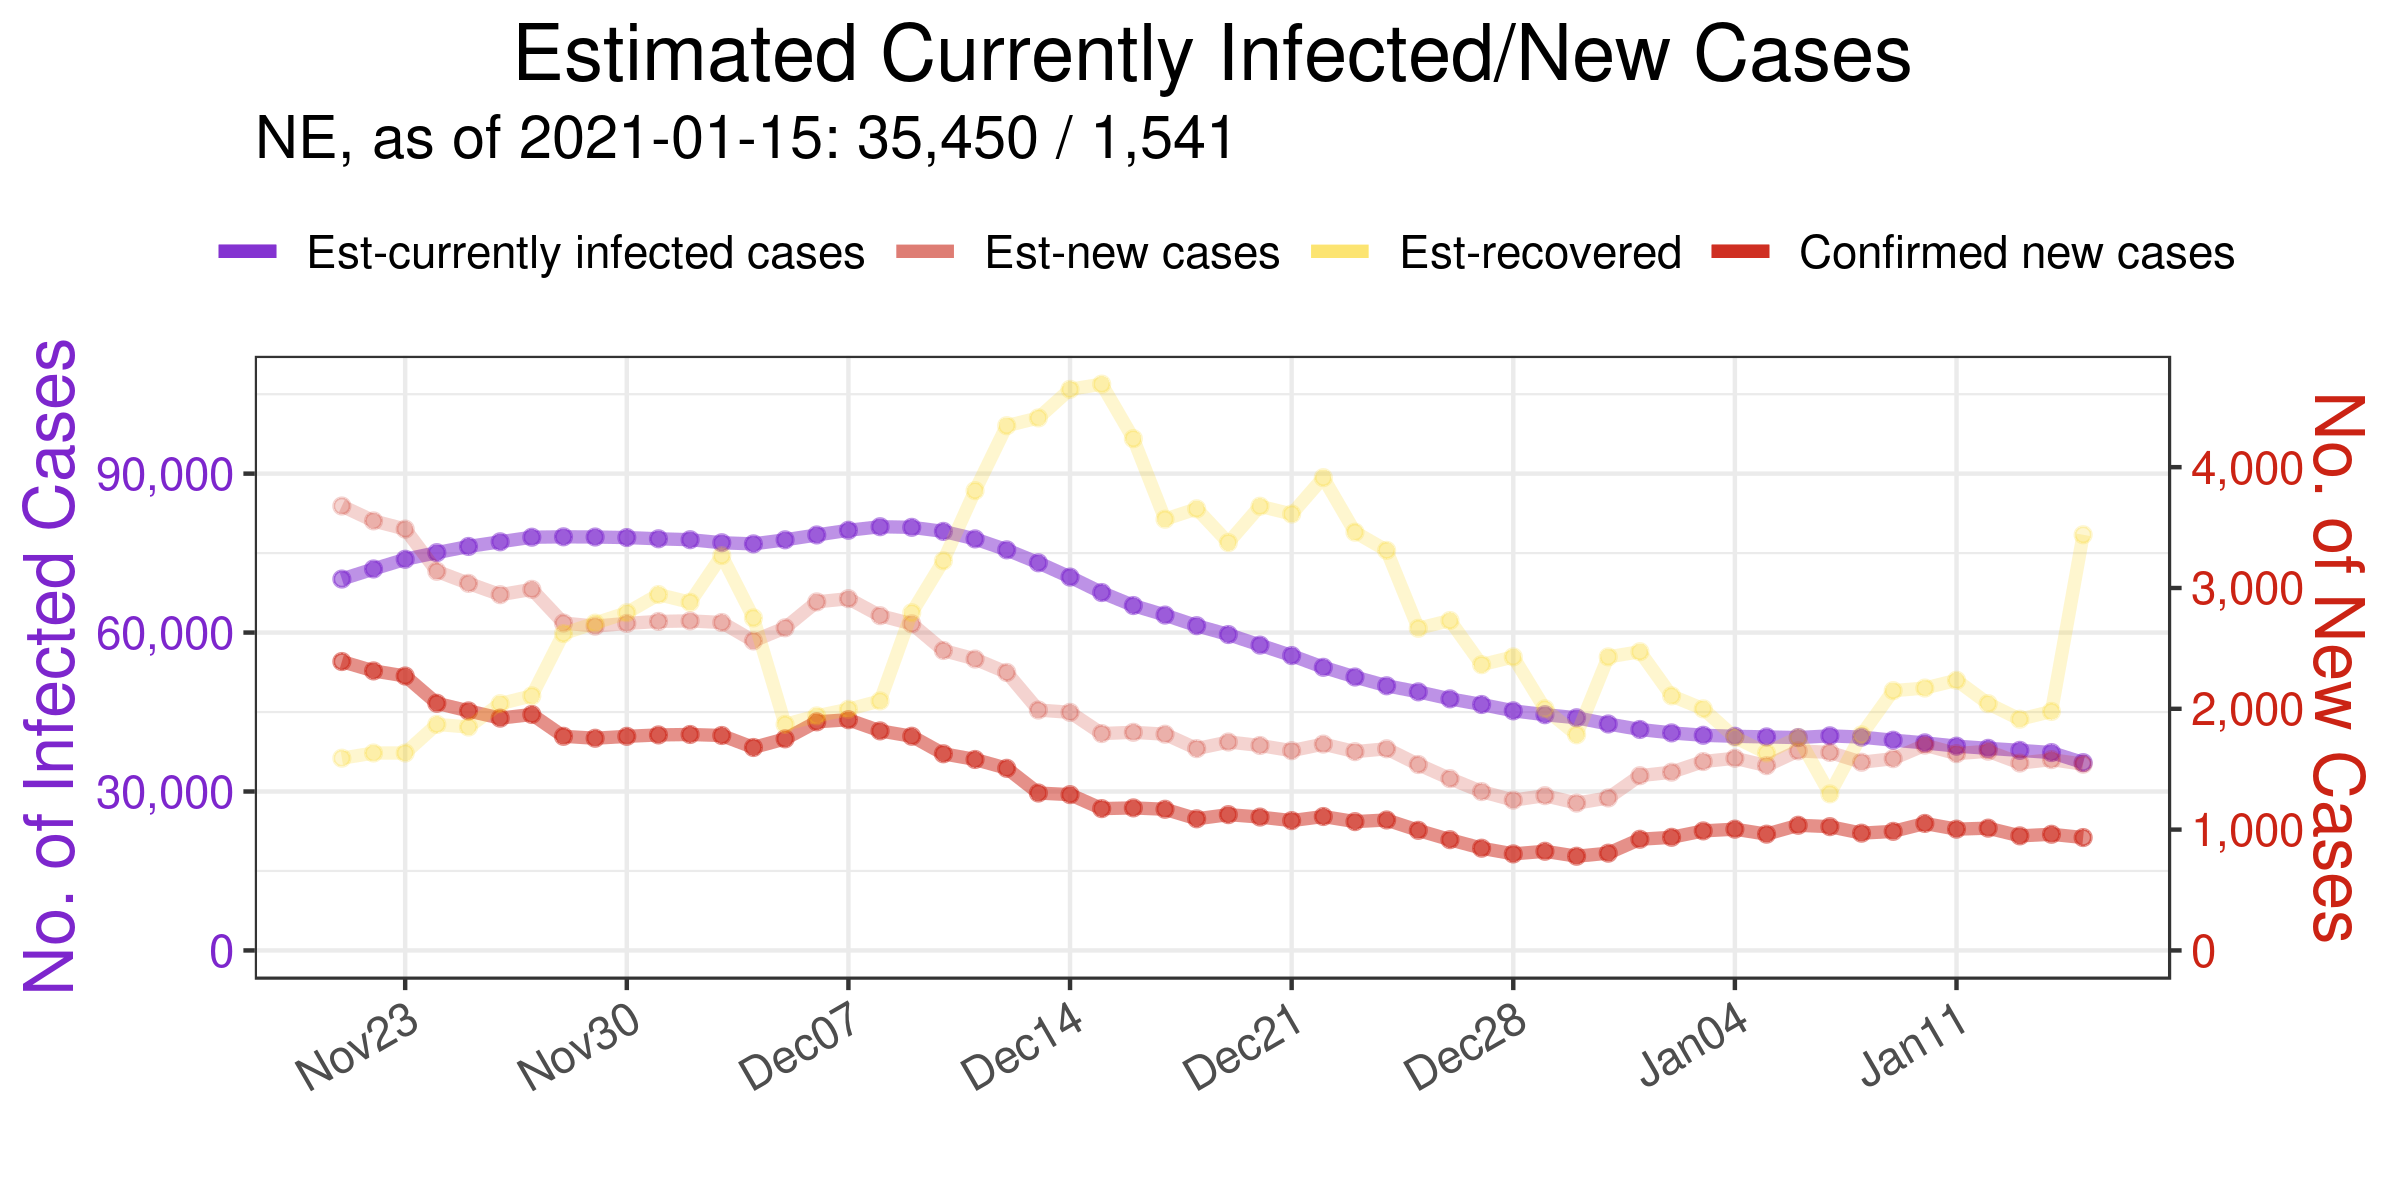 Estimated Currently Infected/New Cases
NE, as of 2021-01-15: 35,450 / 1,541
Est-currently infected cases Est-new cases Est-recovered Confirmed new cases
No. of Infected Cases
90,000
60,000
30,000
0
4,000
3,000
2,000
1,000
0
No. of New Cases
Nov23 Nov30 Dec07 Dec14 Dec21 Dec28 Jan04 Jan11